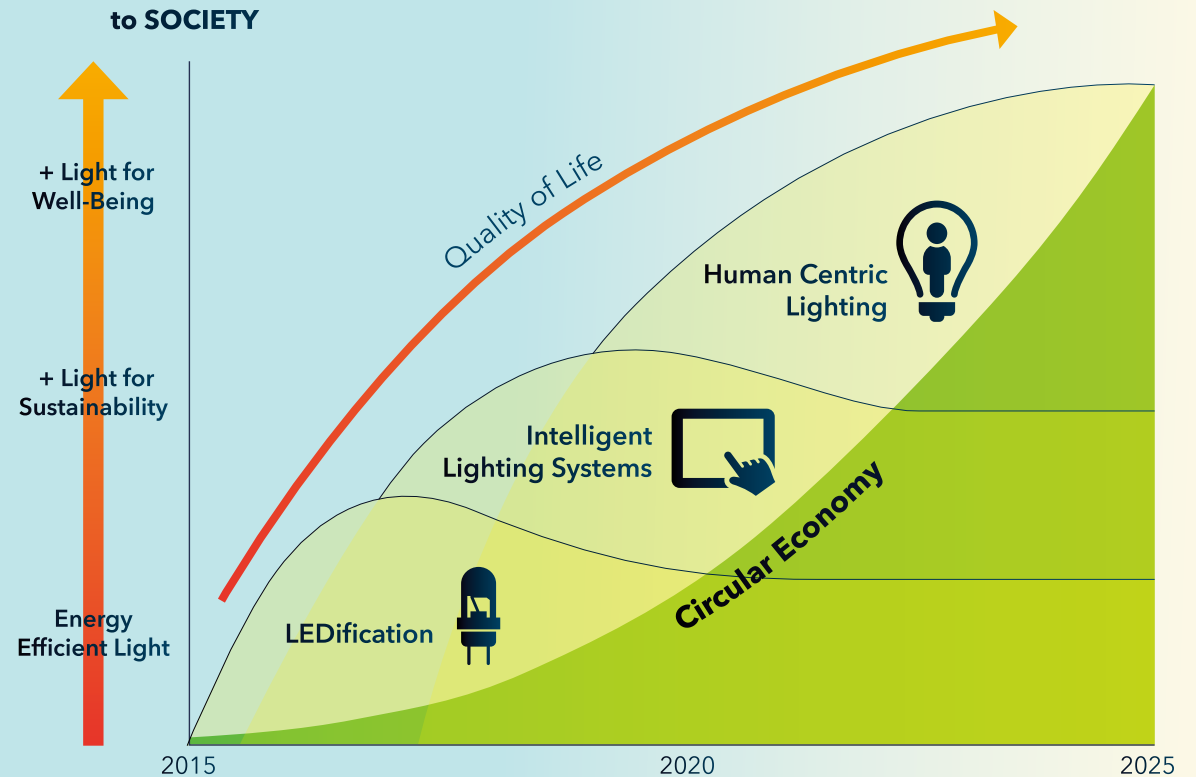 to SOCIETY
+ Light for
Well-Being
Quality of Life
Human Centric
Lighting
+ Light for
Sustainability
Intelligent
Lighting Systems
Circular Economy
Energy
Efficient Light
LEDification
2015
2020
2025